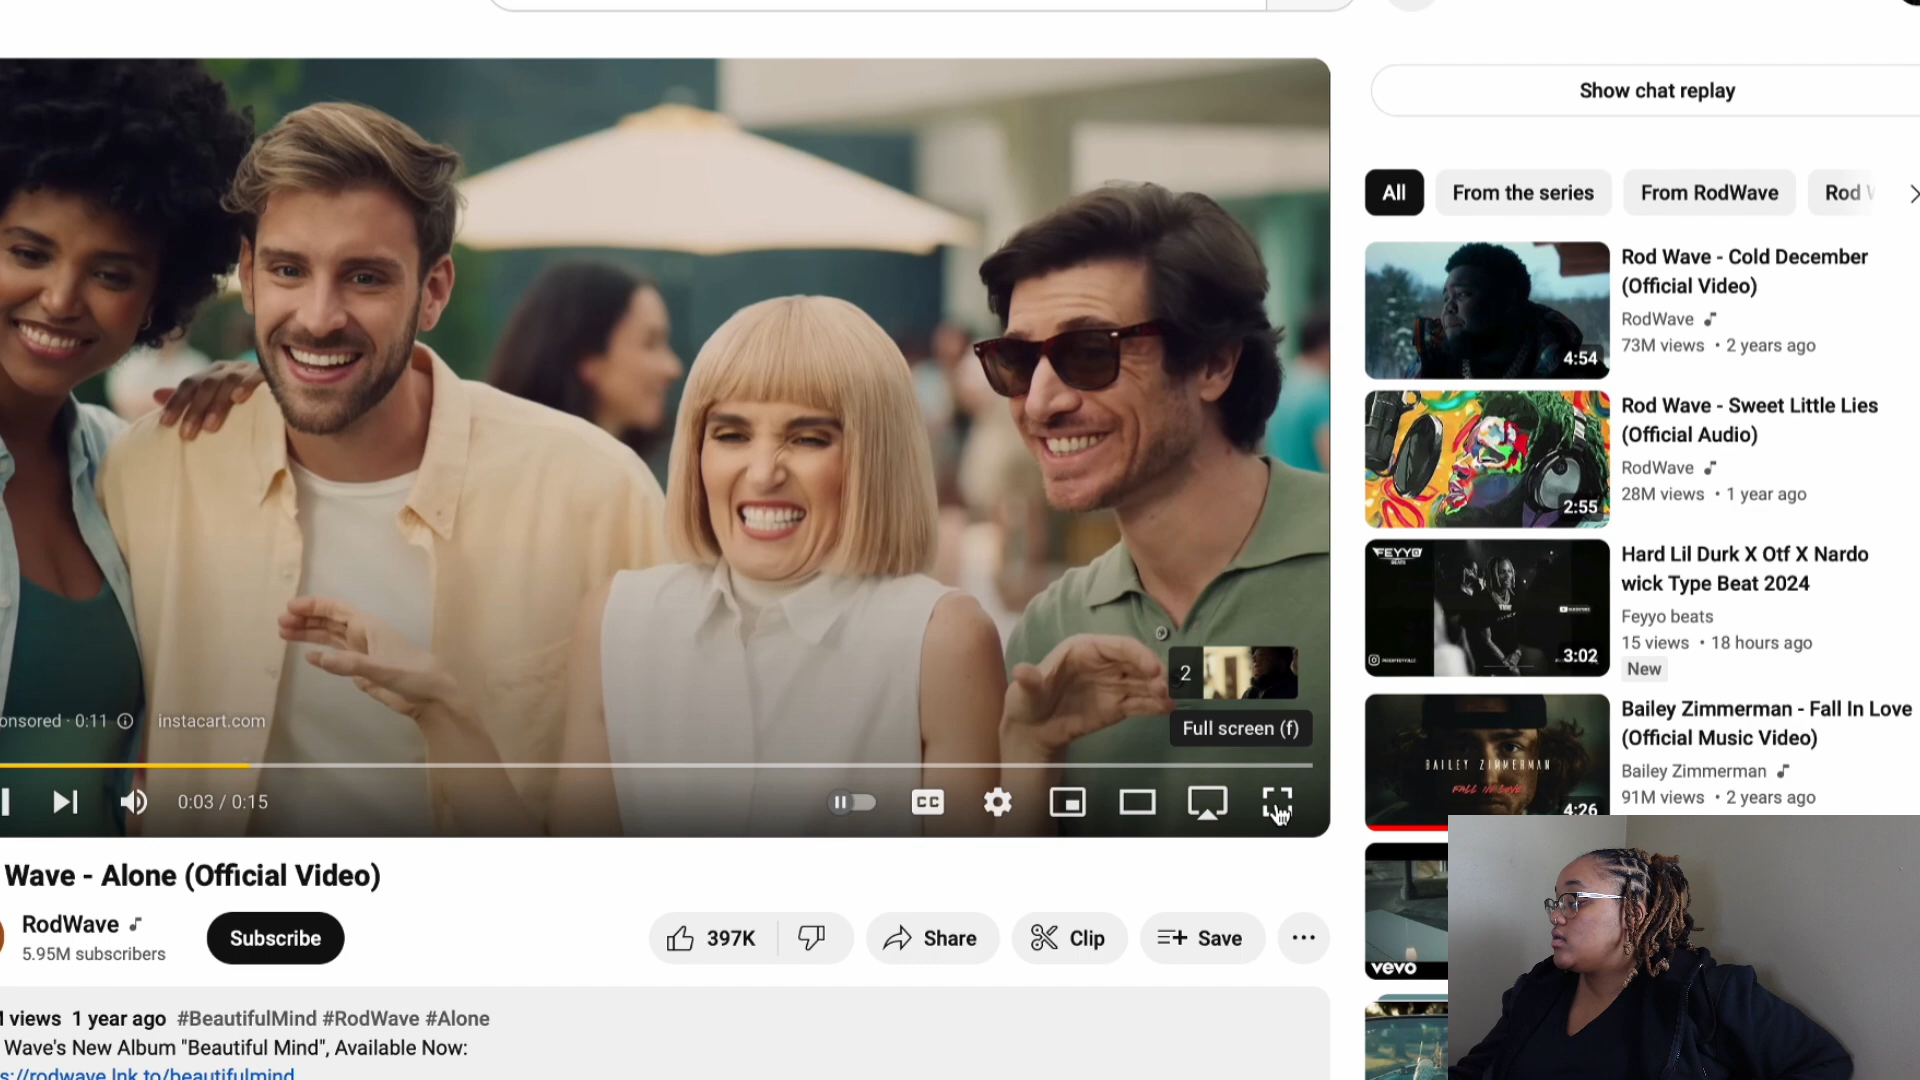 Show chat replay
All
From the series
From RodWave
Rod
Rod Wave - Cold December
(Official Video)
RodWave
73M views • 2 years ago
4:54
Rod Wave - Sweet Little Lies
(Official Audio)
RodWave
28M views • 1 year ago
2:55
Hard Lil Durk X Otf X Nardo
wick Type Beat 2024
Feyyo beats
15 views • 18 hours ago
New
FEYYO
BEATS
3:02
Bailey Zimmerman - Fall In Love
(Official Music Video)
Bailey Zimmerman
91M views • 2 years ago
BAILEY ZIMMERMAN
FALL IN LOVE
4:26
vevo
2
Full screen (f)
onsored · 0:11
instacart.com
0:03 / 0:15
CC
Wave - Alone (Official Video)
RodWave
5.95M subscribers
Subscribe
397K
Share
Clip
Save
views 1 year ago #BeautifulMind #RodWave #Alone
Wave's New Album "Beautiful Mind", Available Now:
s://rodwave.lnk.to/beautifulmind